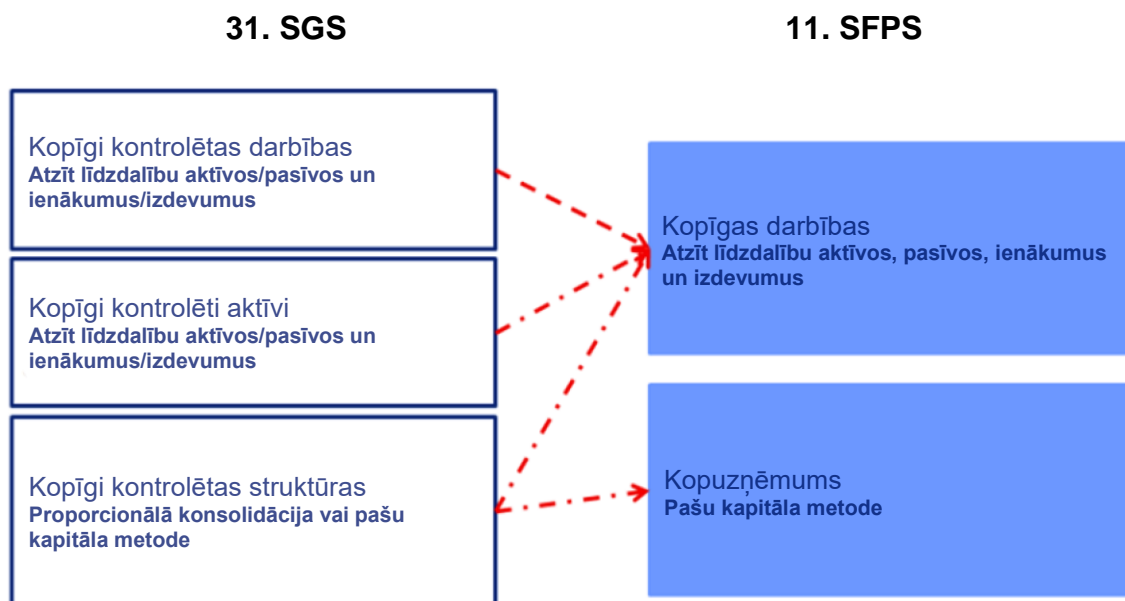 31. SGS
11. SFPS
Kopīgi kontrolētas darbības
Atzīt līdzdalību aktīvos/pasīvos un
ienākumus/izdevumus
Kopīgi kontrolēti aktīvi
Atzīt līdzdalību aktīvos/pasīvos un
ienākumus/izdevumus
Kopīgi kontrolētas struktūras
Proporcionālā konsolidācija vai pašu
kapitāla metode
Kopīgas darbības
Atzīt līdzdalību aktīvos, pasīvos, ienākumus
un izdevumus
Kopuzņēmums
Pašu kapitāla metode